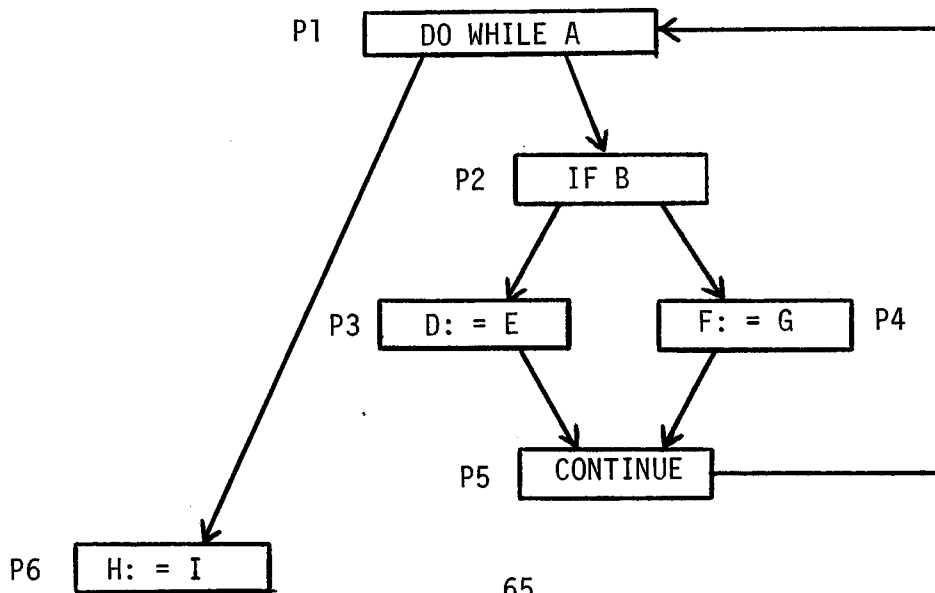 P1 DO WHILE A
P2 IF B
P3 D: = E F: = G P4
P5 CONTINUE
P6 H: = I
65